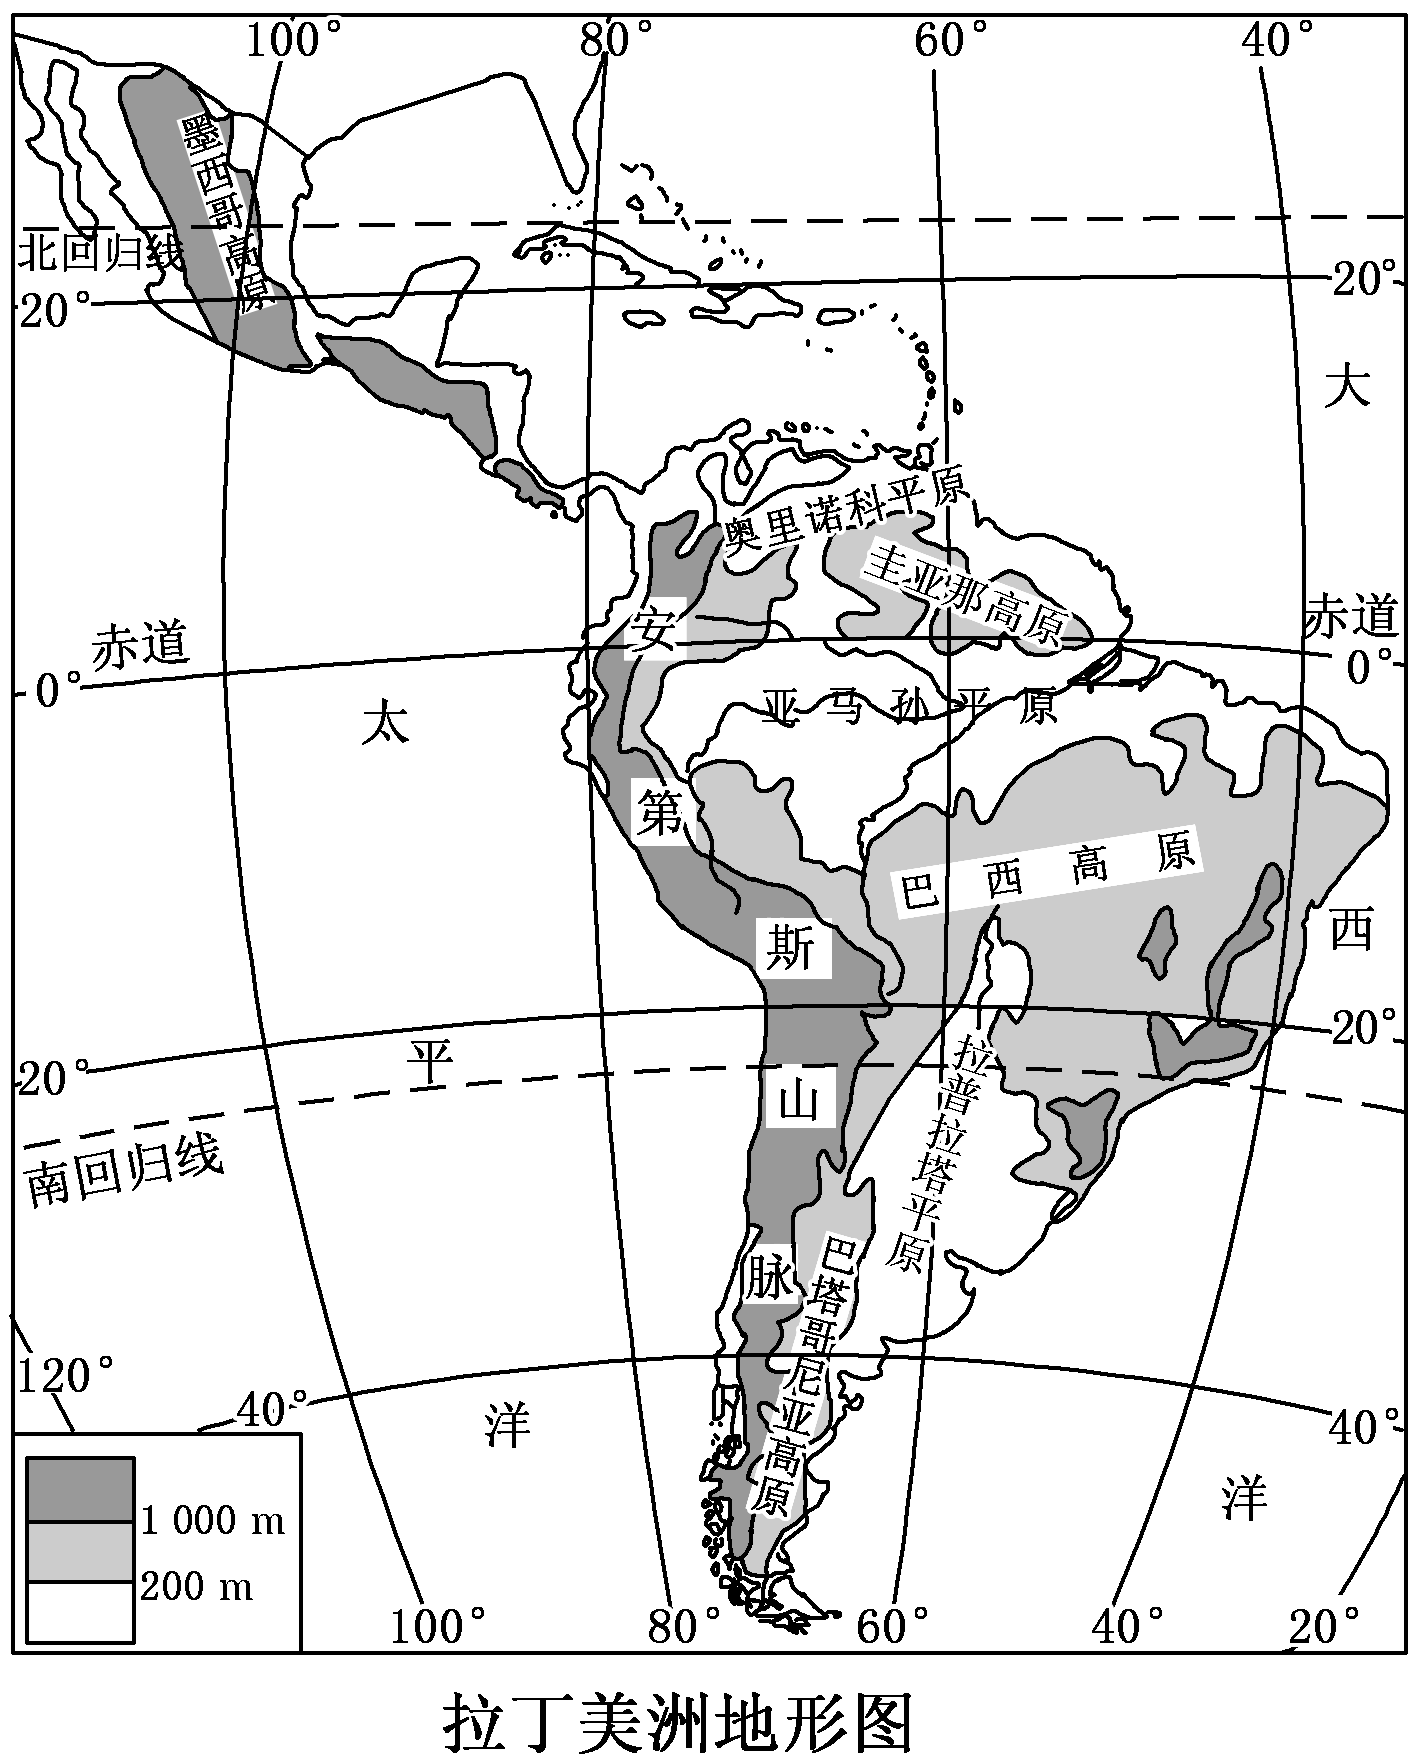 100° 80° 60° 40°
墨西哥高原
北回归线
20° 20°
大
奥里诺科平原
圭亚那高原
赤道 安 赤道
0° 0°
太 亚马孙平原
第
巴西高原
西
斯
20° 20°
平 拉普拉塔平原
山
南回归线
脉 巴塔哥尼亚高原
120°
40° 40°
洋 洋
1 000 m
200 m
100° 80° 60° 40° 20°
拉丁美洲地形图